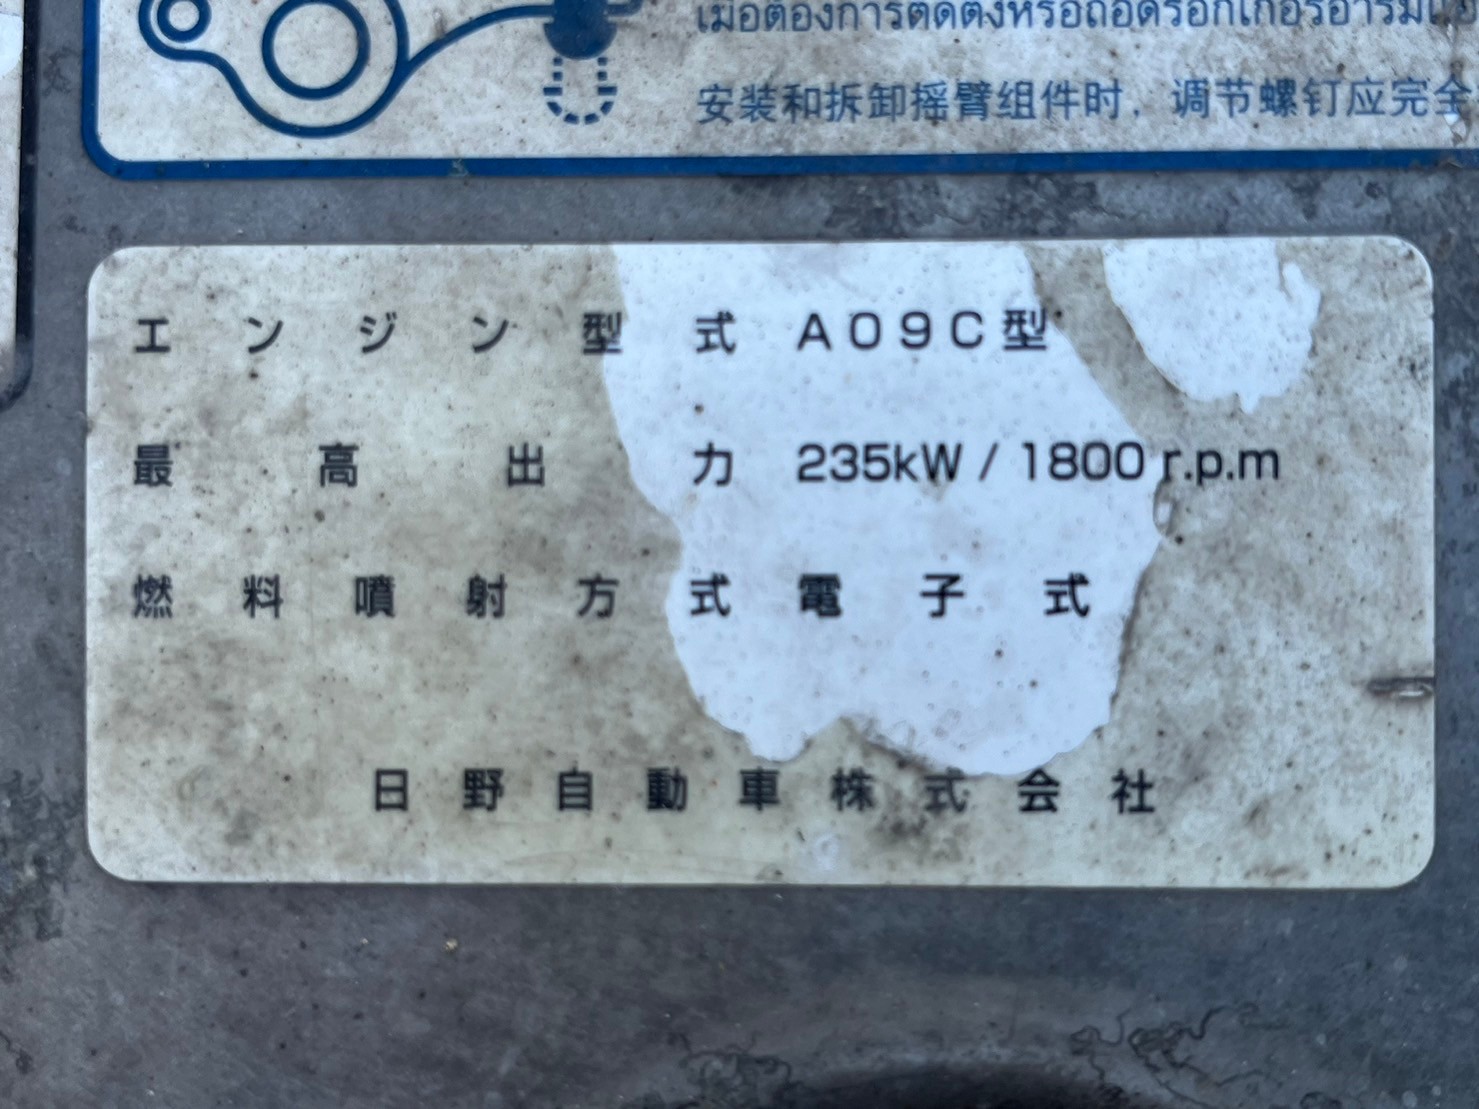 安装和拆卸摇臂组件时，调节螺钉应完全
エンジン型式 A09C型
最高出力 235kW / 1800 r.p.m
燃料噴射方式 電子式
日野自動車株式会社